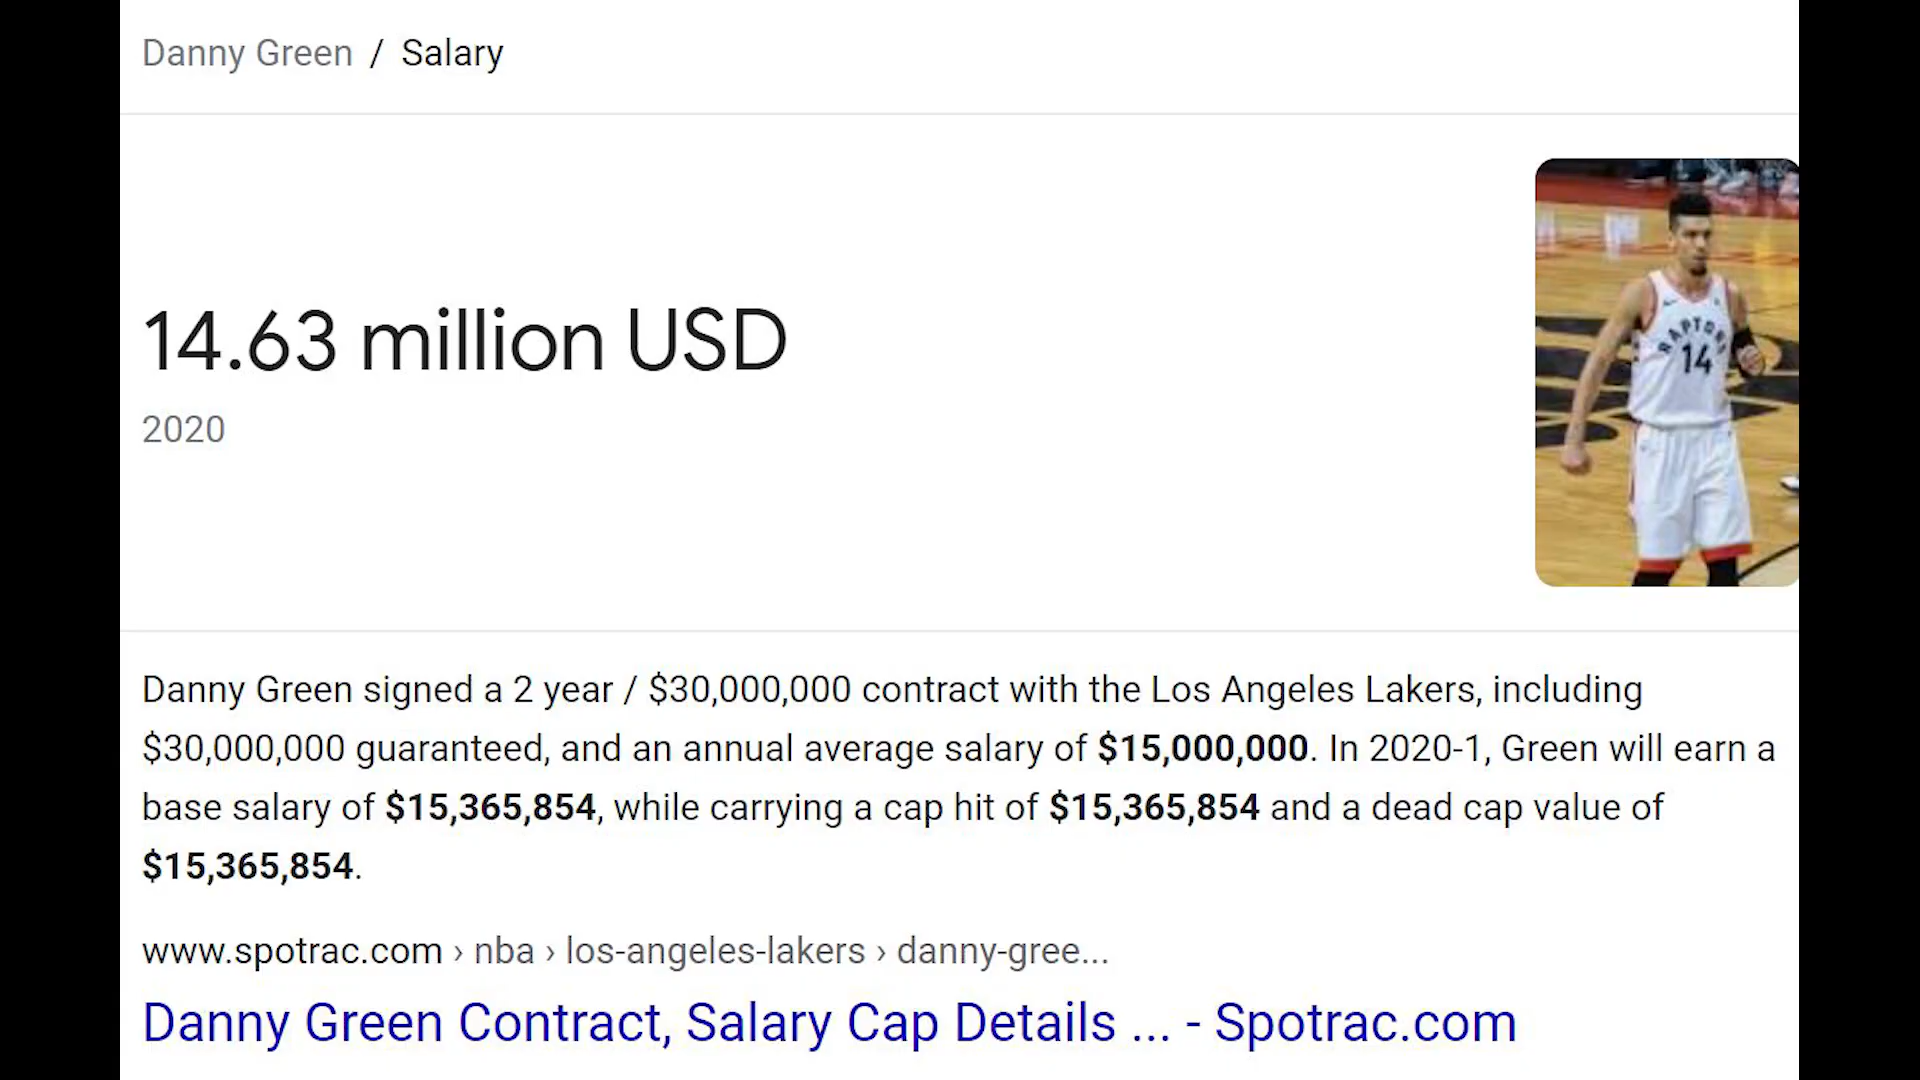 Danny Green / Salary
14.63 million USD
2020
RAPTORS
14
Danny Green signed a 2 year / $30,000,000 contract with the Los Angeles Lakers, including
$30,000,000 guaranteed, and an annual average salary of $15,000,000. In 2020-1, Green will earn a
base salary of $15,365,854, while carrying a cap hit of $15,365,854 and a dead cap value of
$15,365,854.
www.spotrac.com › nba › los-angeles-lakers › danny-gree...
Danny Green Contract, Salary Cap Details ... - Spotrac.com